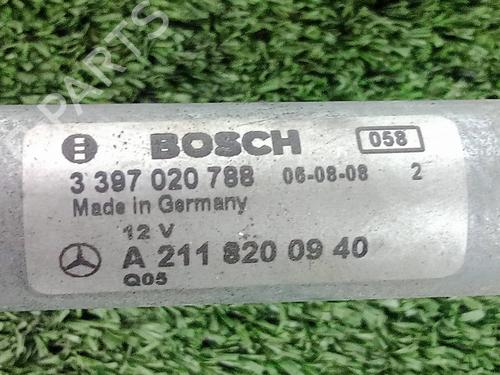 PARTS
BOSCH 058
3 397 020 788 06-08-08 2
Made in Germany
12 V
A 211 820 09 40
Q05